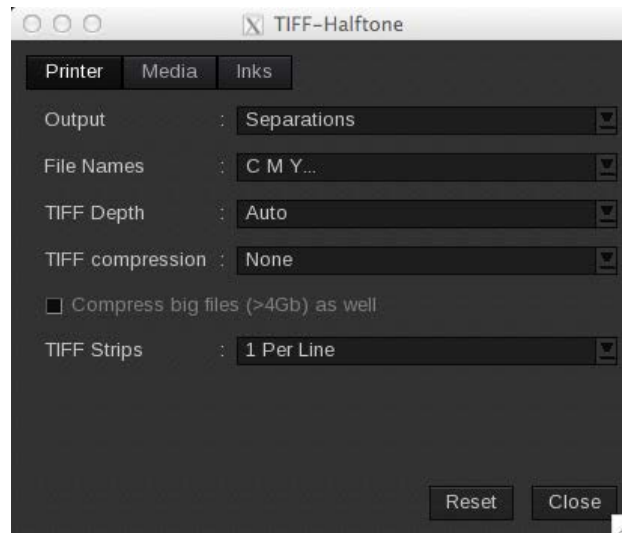 TIFF-Halftone
Printer Media Inks
Output : Separations
File Names : C M Y...
TIFF Depth : Auto
TIFF compression : None
Compress big files (>4Gb) as well
TIFF Strips : 1 Per Line
Reset Close